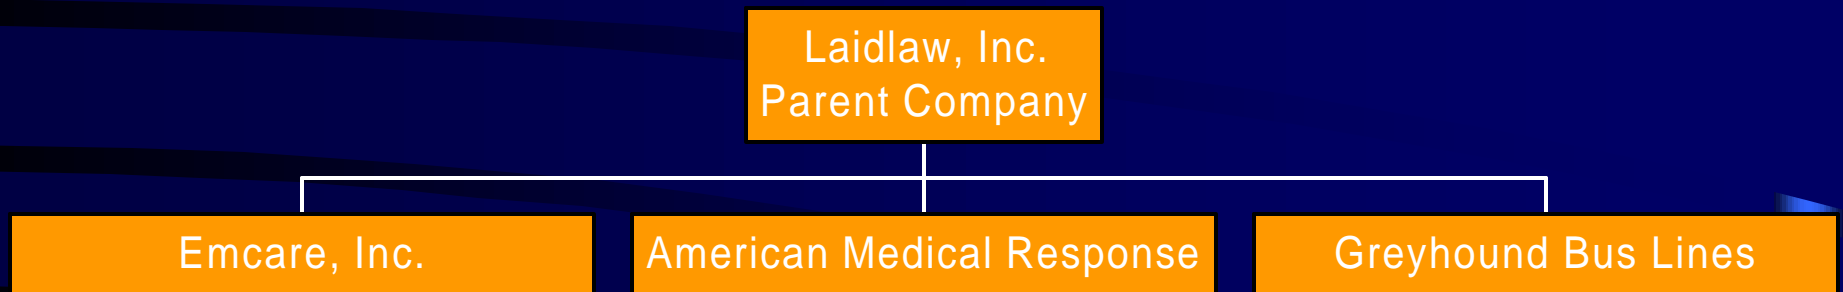 Laidlaw, Inc.
Parent Company
Emcare, Inc.
American Medical Response
Greyhound Bus Lines